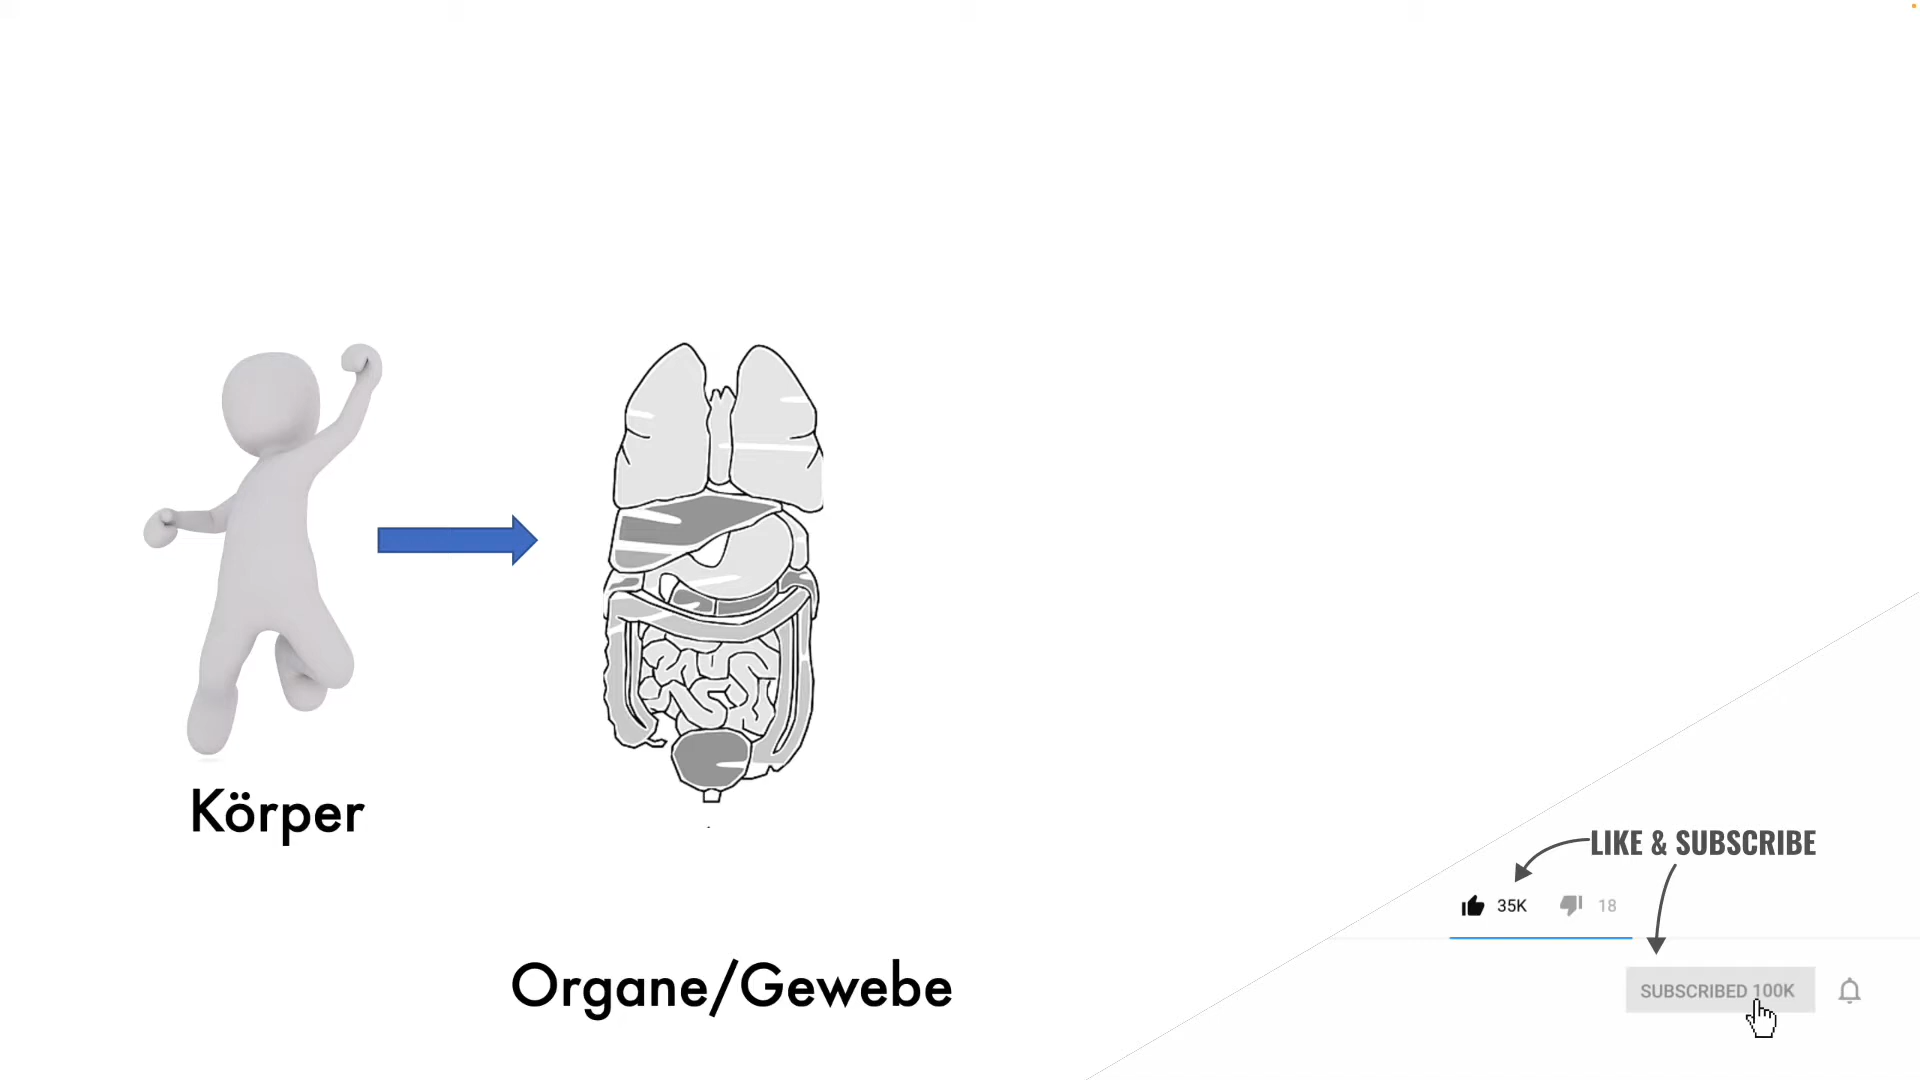 Körper
Organe/Gewebe
LIKE & SUBSCRIBE
35K 18
SUBSCRIBED 100K